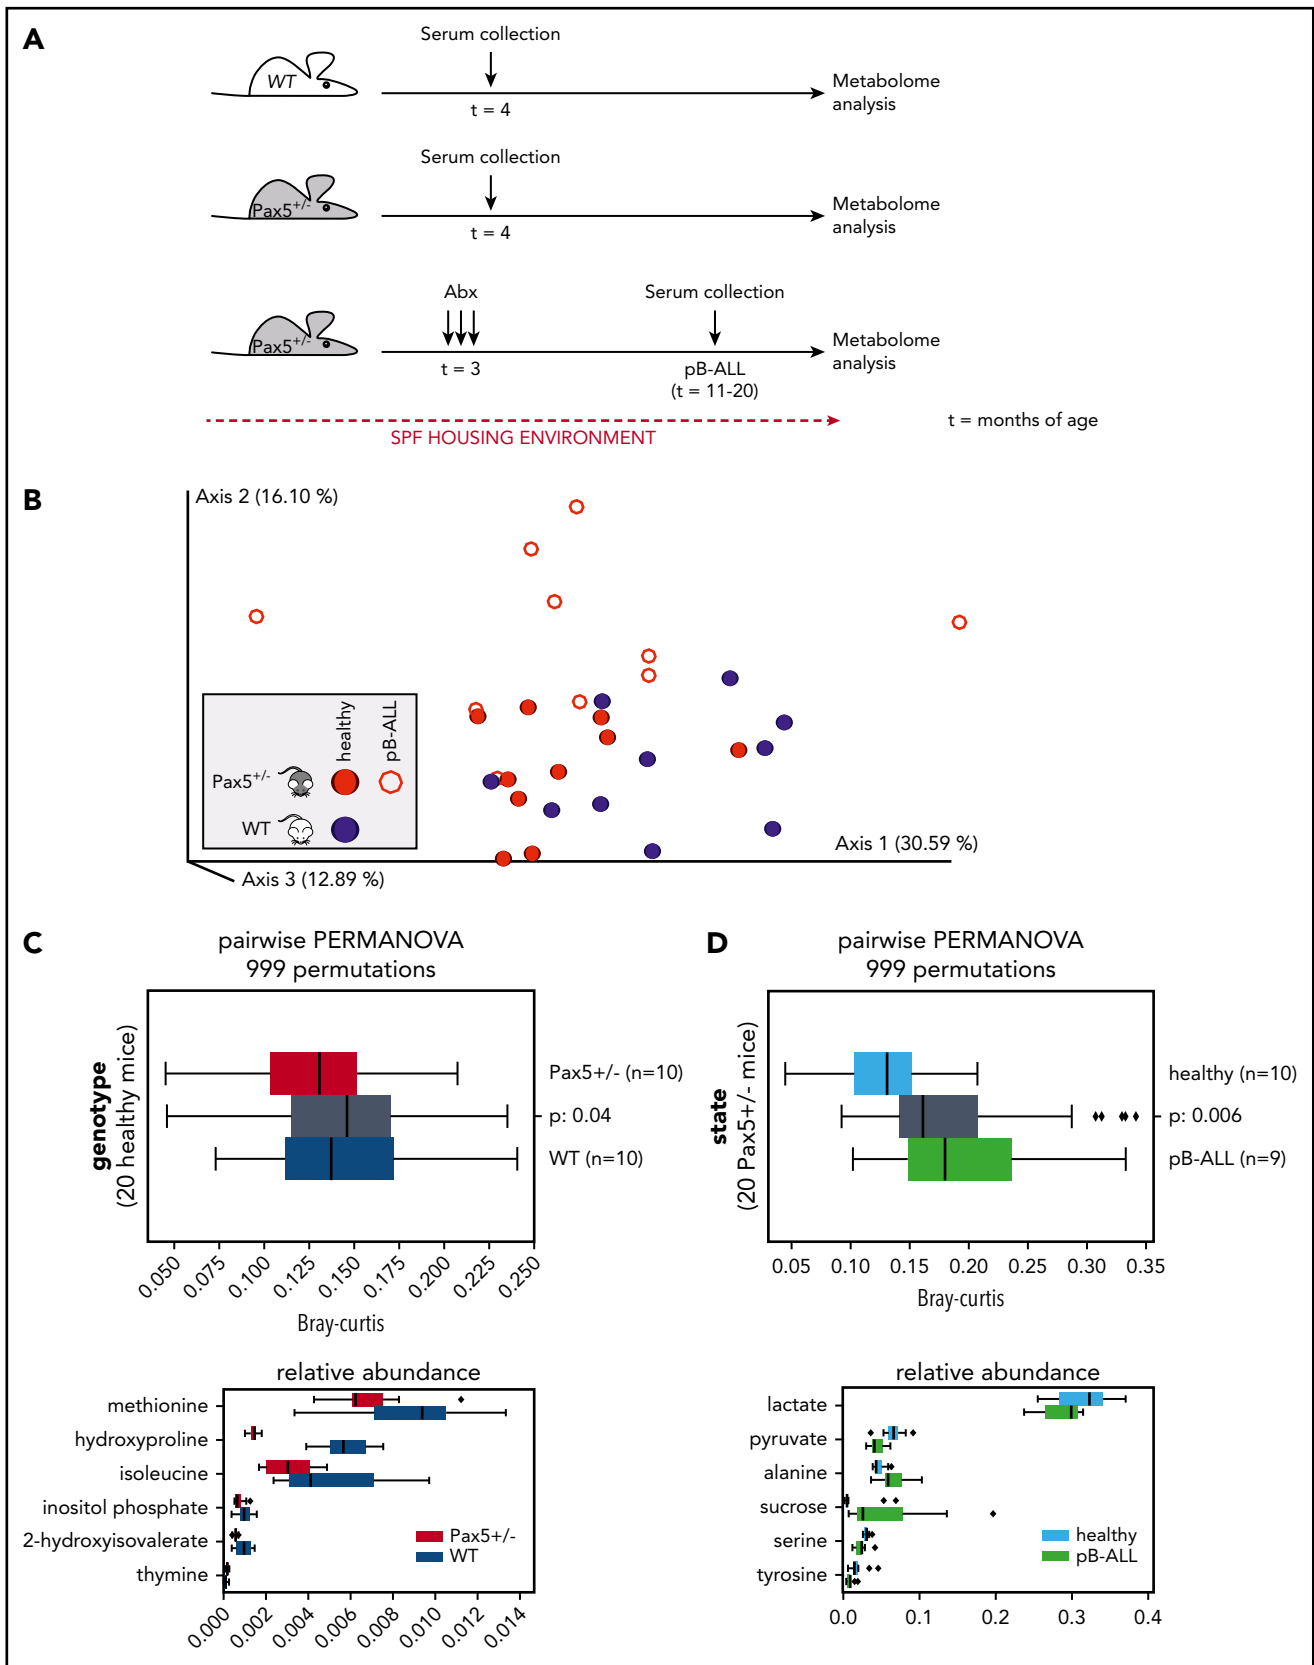 A
Serum collection
WT
t = 4
Metabolome
analysis
Serum collection
Pax5+/-
t = 4
Metabolome
analysis
Abx
Serum collection
Pax5+/-
t = 3
pB-ALL
(t = 11-20)
Metabolome
analysis
SPF HOUSING ENVIRONMENT
t = months of age
B
Axis 2 (16.10 %)
healthy
pB-ALL
Pax5+/-
WT
Axis 1 (30.59 %)
Axis 3 (12.89 %)
C
pairwise PERMANOVA
999 permutations
genotype
(20 healthy mice)
Pax5+/- (n=10)
p: 0.04
WT (n=10)
0.050 0.075 0.100 0.125 0.150 0.175 0.200 0.225 0.250
Bray-curtis
relative abundance
methionine
hydroxyproline
isoleucine
inositol phosphate
2-hydroxyisovalerate
thymine
Pax5+/-
WT
0.000 0.002 0.004 0.006 0.008 0.010 0.012 0.014
D
pairwise PERMANOVA
999 permutations
state
(20 Pax5+/- mice)
healthy (n=10)
p: 0.006
pB-ALL (n=9)
0.05 0.10 0.15 0.20 0.25 0.30 0.35
Bray-curtis
relative abundance
lactate
pyruvate
alanine
sucrose
serine
tyrosine
healthy
pB-ALL
0.0 0.1 0.2 0.3 0.4